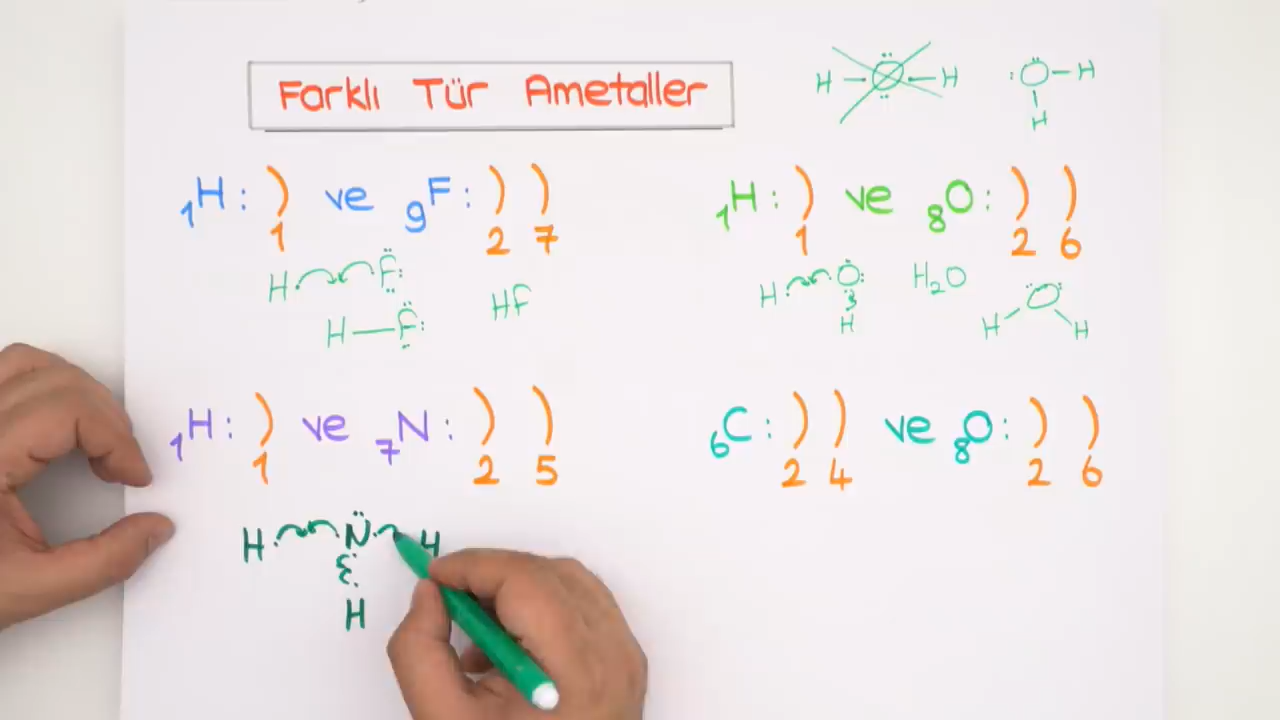 Farklı Tür Ametaller
H — O — H
:O — H
H
1H: ) ve 9F: ) )
1 2 7
H F
H — F: HF
1H: ) ve 8O: ) )
1 2 6
H O: H2O
H
O
H H
1H: ) ve 7N: ) )
1 2 5
H N H
H
6C: ) ) ve 8O: ) )
2 4 2 6